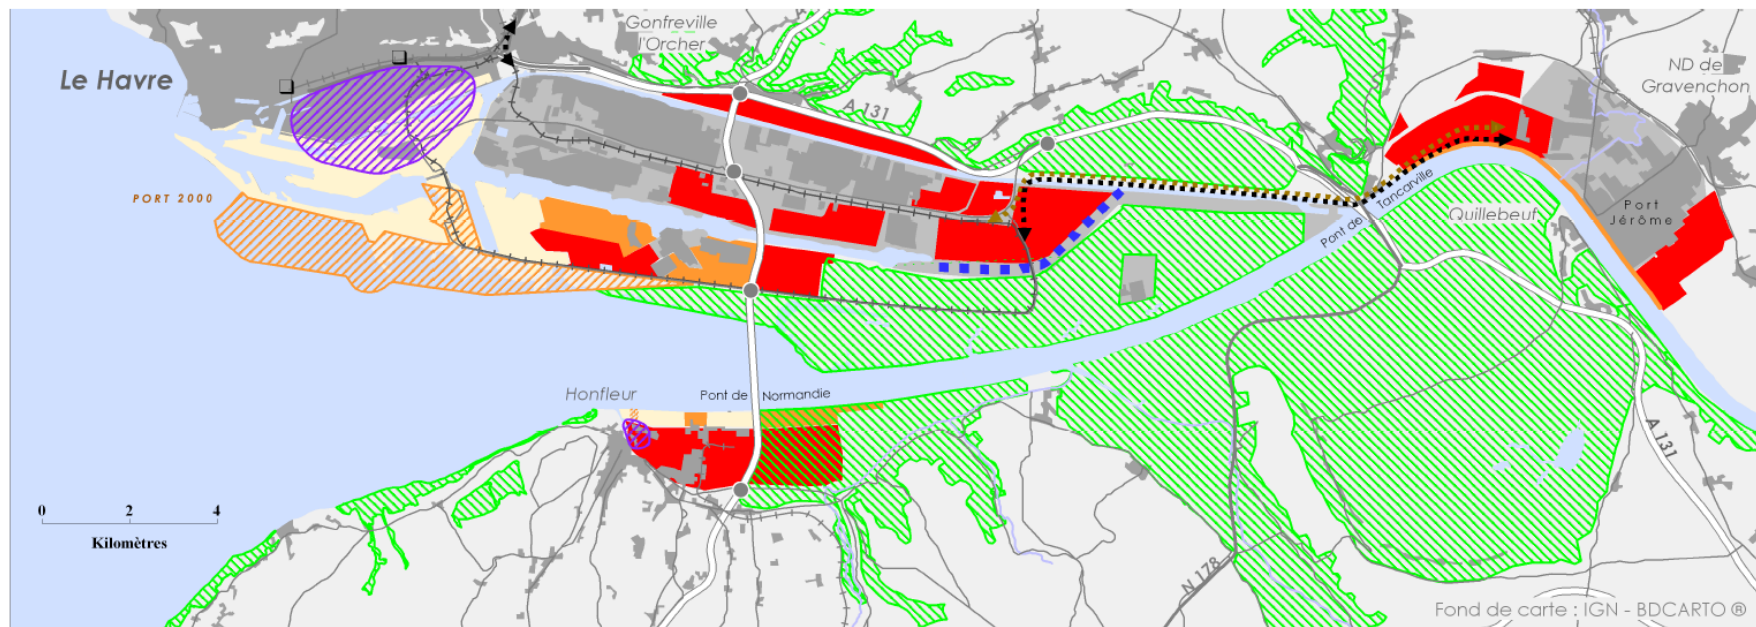 Gonfreville
l'Orcher
Le Havre
A 131
ND de
Gravenchon
PORT 2000
Pont de Tancarville
Quillebeuf
Port
Jérôme
Honfleur
Pont de Normandie
A 131
0 2 4
Kilomètres
N 178
Fond de carte : IGN - BDCARTO ®